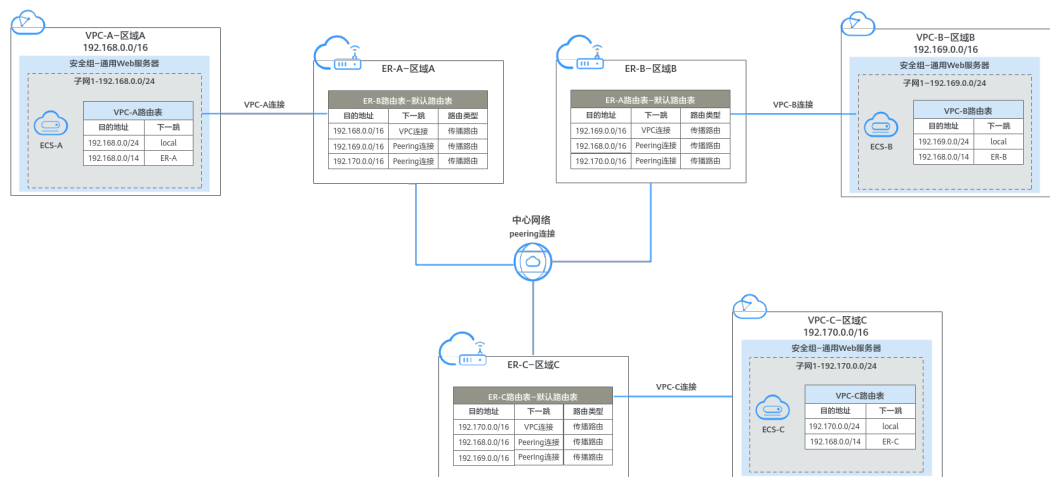 VPC-A-区域A
192.168.0.0/16
安全组-通用Web服务器
子网1-192.168.0.0/24
ECS-A
VPC-A路由表
目的地址 下一跳
192.168.0.0/24 local
192.168.0.0/14 ER-A
VPC-A连接
ER-A-区域A
ER-B路由表-默认路由表
目的地址 下一跳 路由类型
192.168.0.0/16 VPC连接 传播路由
192.169.0.0/16 Peering连接 传播路由
192.170.0.0/16 Peering连接 传播路由
ER-B-区域B
ER-A路由表-默认路由表
目的地址 下一跳 路由类型
192.169.0.0/16 VPC连接 传播路由
192.168.0.0/16 Peering连接 传播路由
192.170.0.0/16 Peering连接 传播路由
VPC-B连接
VPC-B-区域B
192.169.0.0/16
安全组-通用Web服务器
子网1-192.169.0.0/24
ECS-B
VPC-B路由表
目的地址 下一跳
192.169.0.0/24 local
192.168.0.0/14 ER-B
中心网络
peering连接
ER-C-区域C
ER-C路由表-默认路由表
目的地址 下一跳 路由类型
192.170.0.0/16 VPC连接 传播路由
192.168.0.0/16 Peering连接 传播路由
192.169.0.0/16 Peering连接 传播路由
VPC-C连接
VPC-C-区域C
192.170.0.0/16
安全组-通用Web服务器
子网1-192.170.0.0/24
ECS-C
VPC-C路由表
目的地址 下一跳
192.170.0.0/24 local
192.168.0.0/14 ER-C